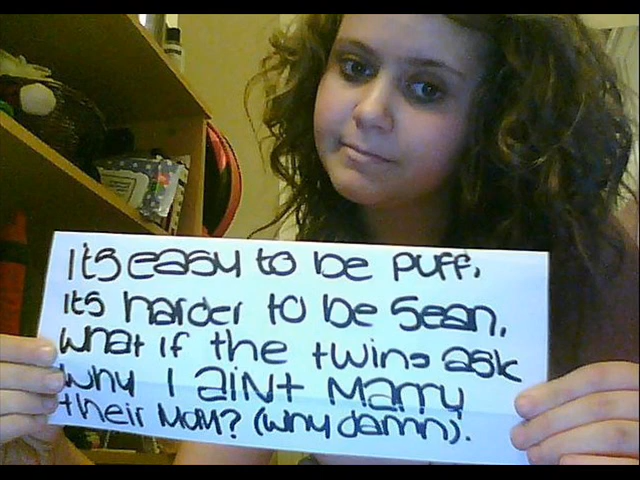 Its easy to be puff,
its harder to be Sean,
what if the twins ask
why I aint Marry
their MOM? (why damn).